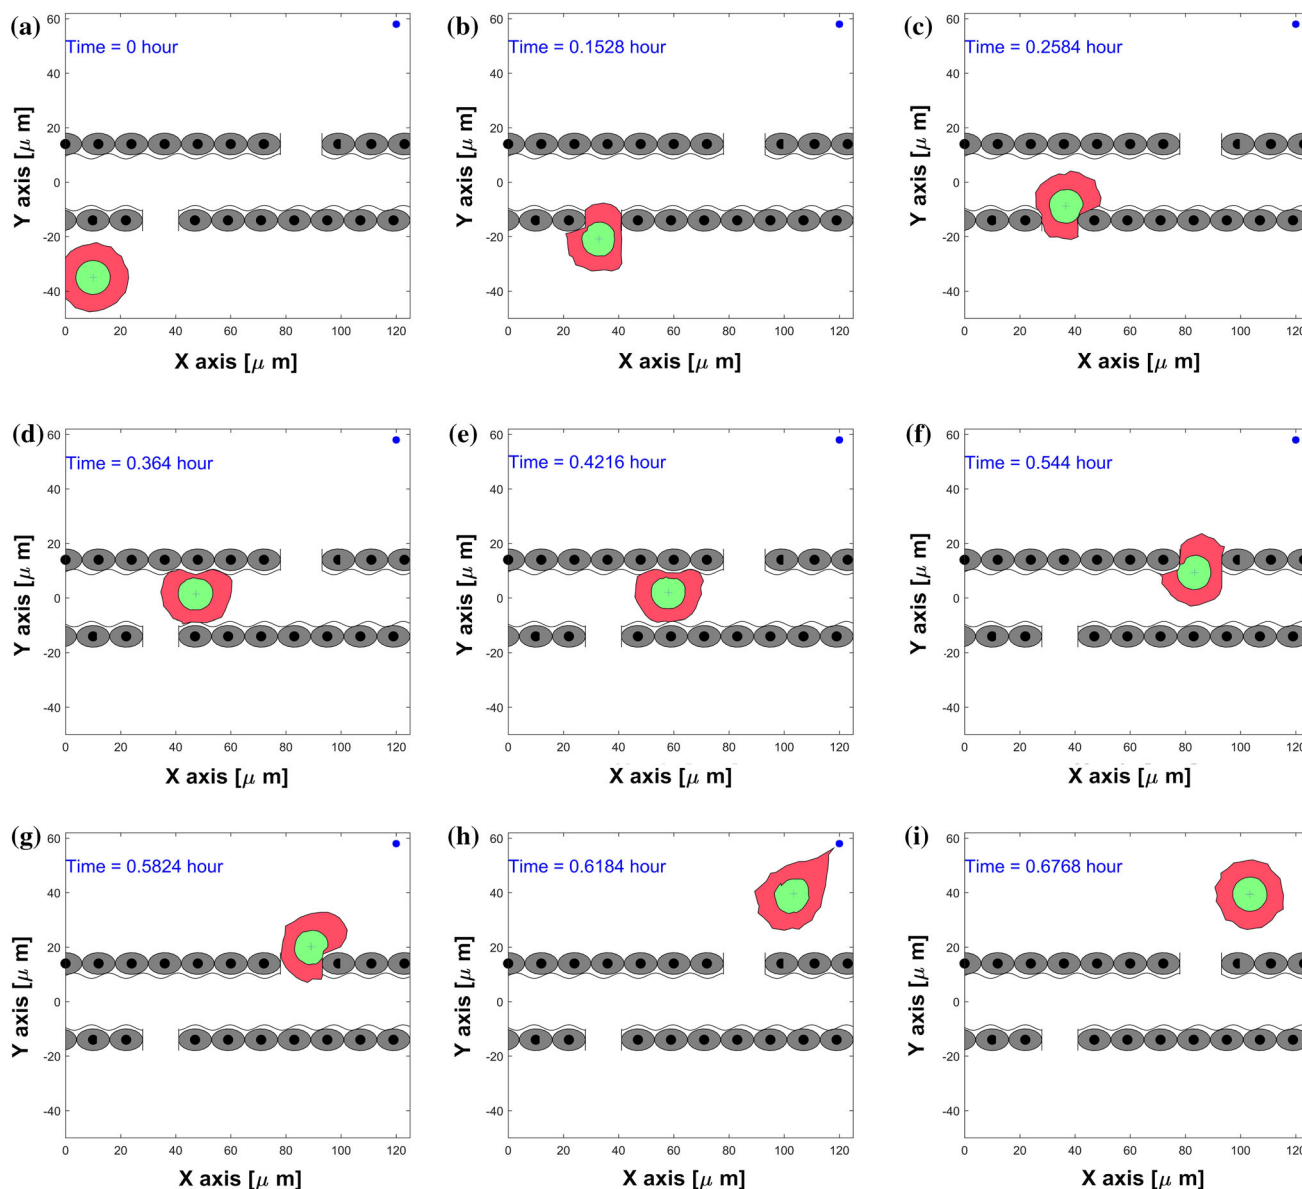 (a)
Time = 0 hour
60
40
20
0
-20
-40
0 20 40 60 80 100 120
Y axis [μ m]
X axis [μ m]
(b)
Time = 0.1528 hour
60
40
20
0
-20
-40
0 20 40 60 80 100 120
Y axis [μ m]
X axis [μ m]
(c)
Time = 0.2584 hour
60
40
20
0
-20
-40
0 20 40 60 80 100 120
Y axis [μ m]
X axis [μ m]
(d)
Time = 0.364 hour
60
40
20
0
-20
-40
0 20 40 60 80 100 120
Y axis [μ m]
X axis [μ m]
(e)
Time = 0.4216 hour
60
40
20
0
-20
-40
0 20 40 60 80 100 120
Y axis [μ m]
X axis [μ m]
(f)
Time = 0.544 hour
60
40
20
0
-20
-40
0 20 40 60 80 100 120
Y axis [μ m]
X axis [μ m]
(g)
Time = 0.5824 hour
60
40
20
0
-20
-40
0 20 40 60 80 100 120
Y axis [μ m]
X axis [μ m]
(h)
Time = 0.6184 hour
60
40
20
0
-20
-40
0 20 40 60 80 100 120
Y axis [μ m]
X axis [μ m]
(i)
Time = 0.6768 hour
60
40
20
0
-20
-40
0 20 40 60 80 100 120
Y axis [μ m]
X axis [μ m]